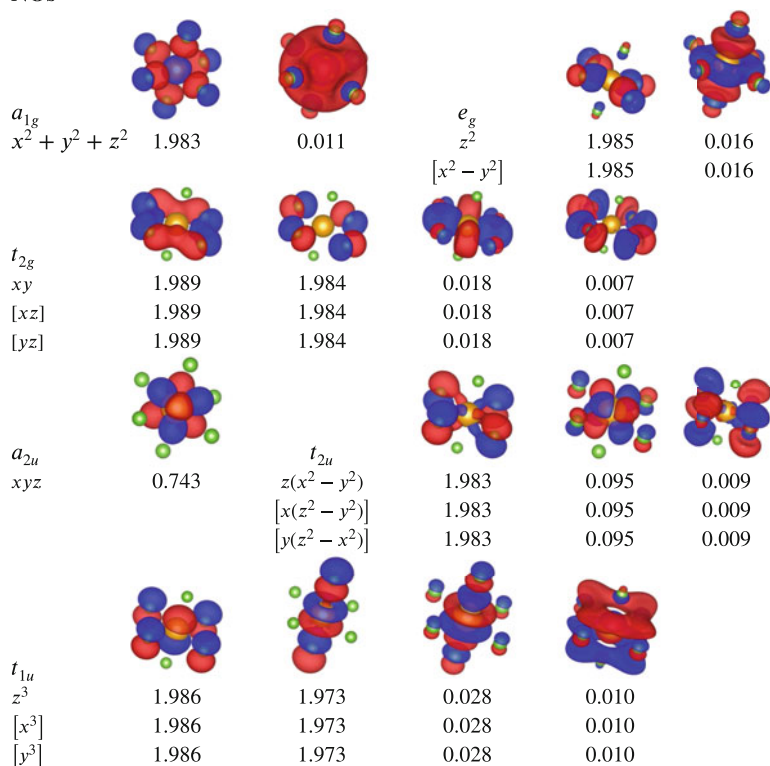 a1g eg
x² + y² + z² 1.983 0.011 z² 1.985 0.016
[x² − y²] 1.985 0.016
t2g
xy 1.989 1.984 0.018 0.007
[xz] 1.989 1.984 0.018 0.007
[yz] 1.989 1.984 0.018 0.007
a2u t2u
xyz 0.743 z(x² − y²) 1.983 0.095 0.009
[x(z² − y²)] 1.983 0.095 0.009
[y(z² − x²)] 1.983 0.095 0.009
t1u
z³ 1.986 1.973 0.028 0.010
[x³] 1.986 1.973 0.028 0.010
[y³] 1.986 1.973 0.028 0.010